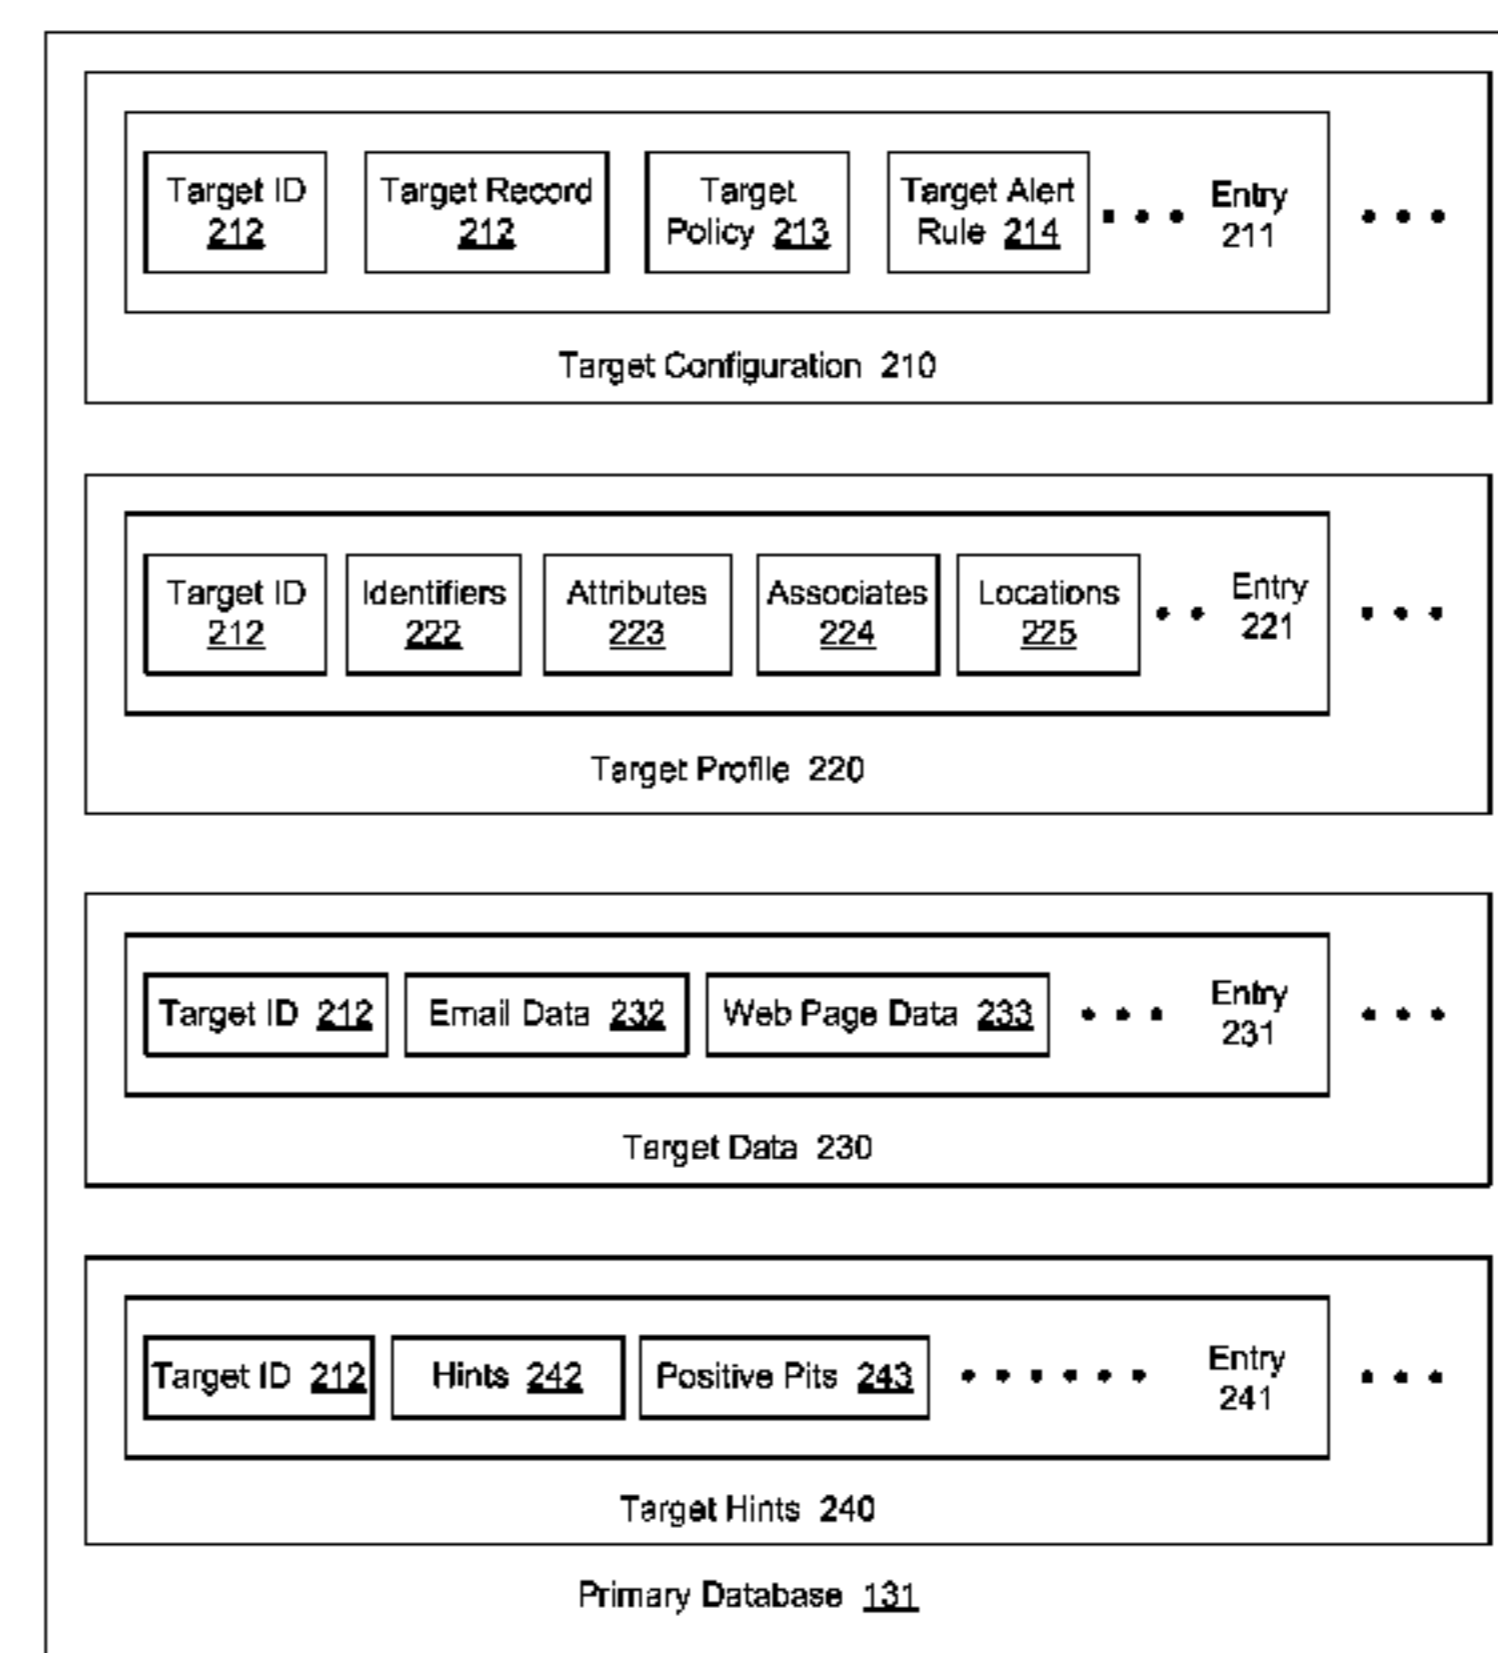 Target ID
212
Target Record
212
Target
Policy 213
Target Alert
Rule 214
Entry
211
Target Configuration 210
Target ID
212
Identifiers
222
Attributes
223
Associates
224
Locations
225
Entry
221
Target Profile 220
Target ID 212
Email Data 232
Web Page Data 233
Entry
231
Target Data 230
Target ID 212
Hints 242
Positive Pits 243
Entry
241
Target Hints 240
Primary Database 131